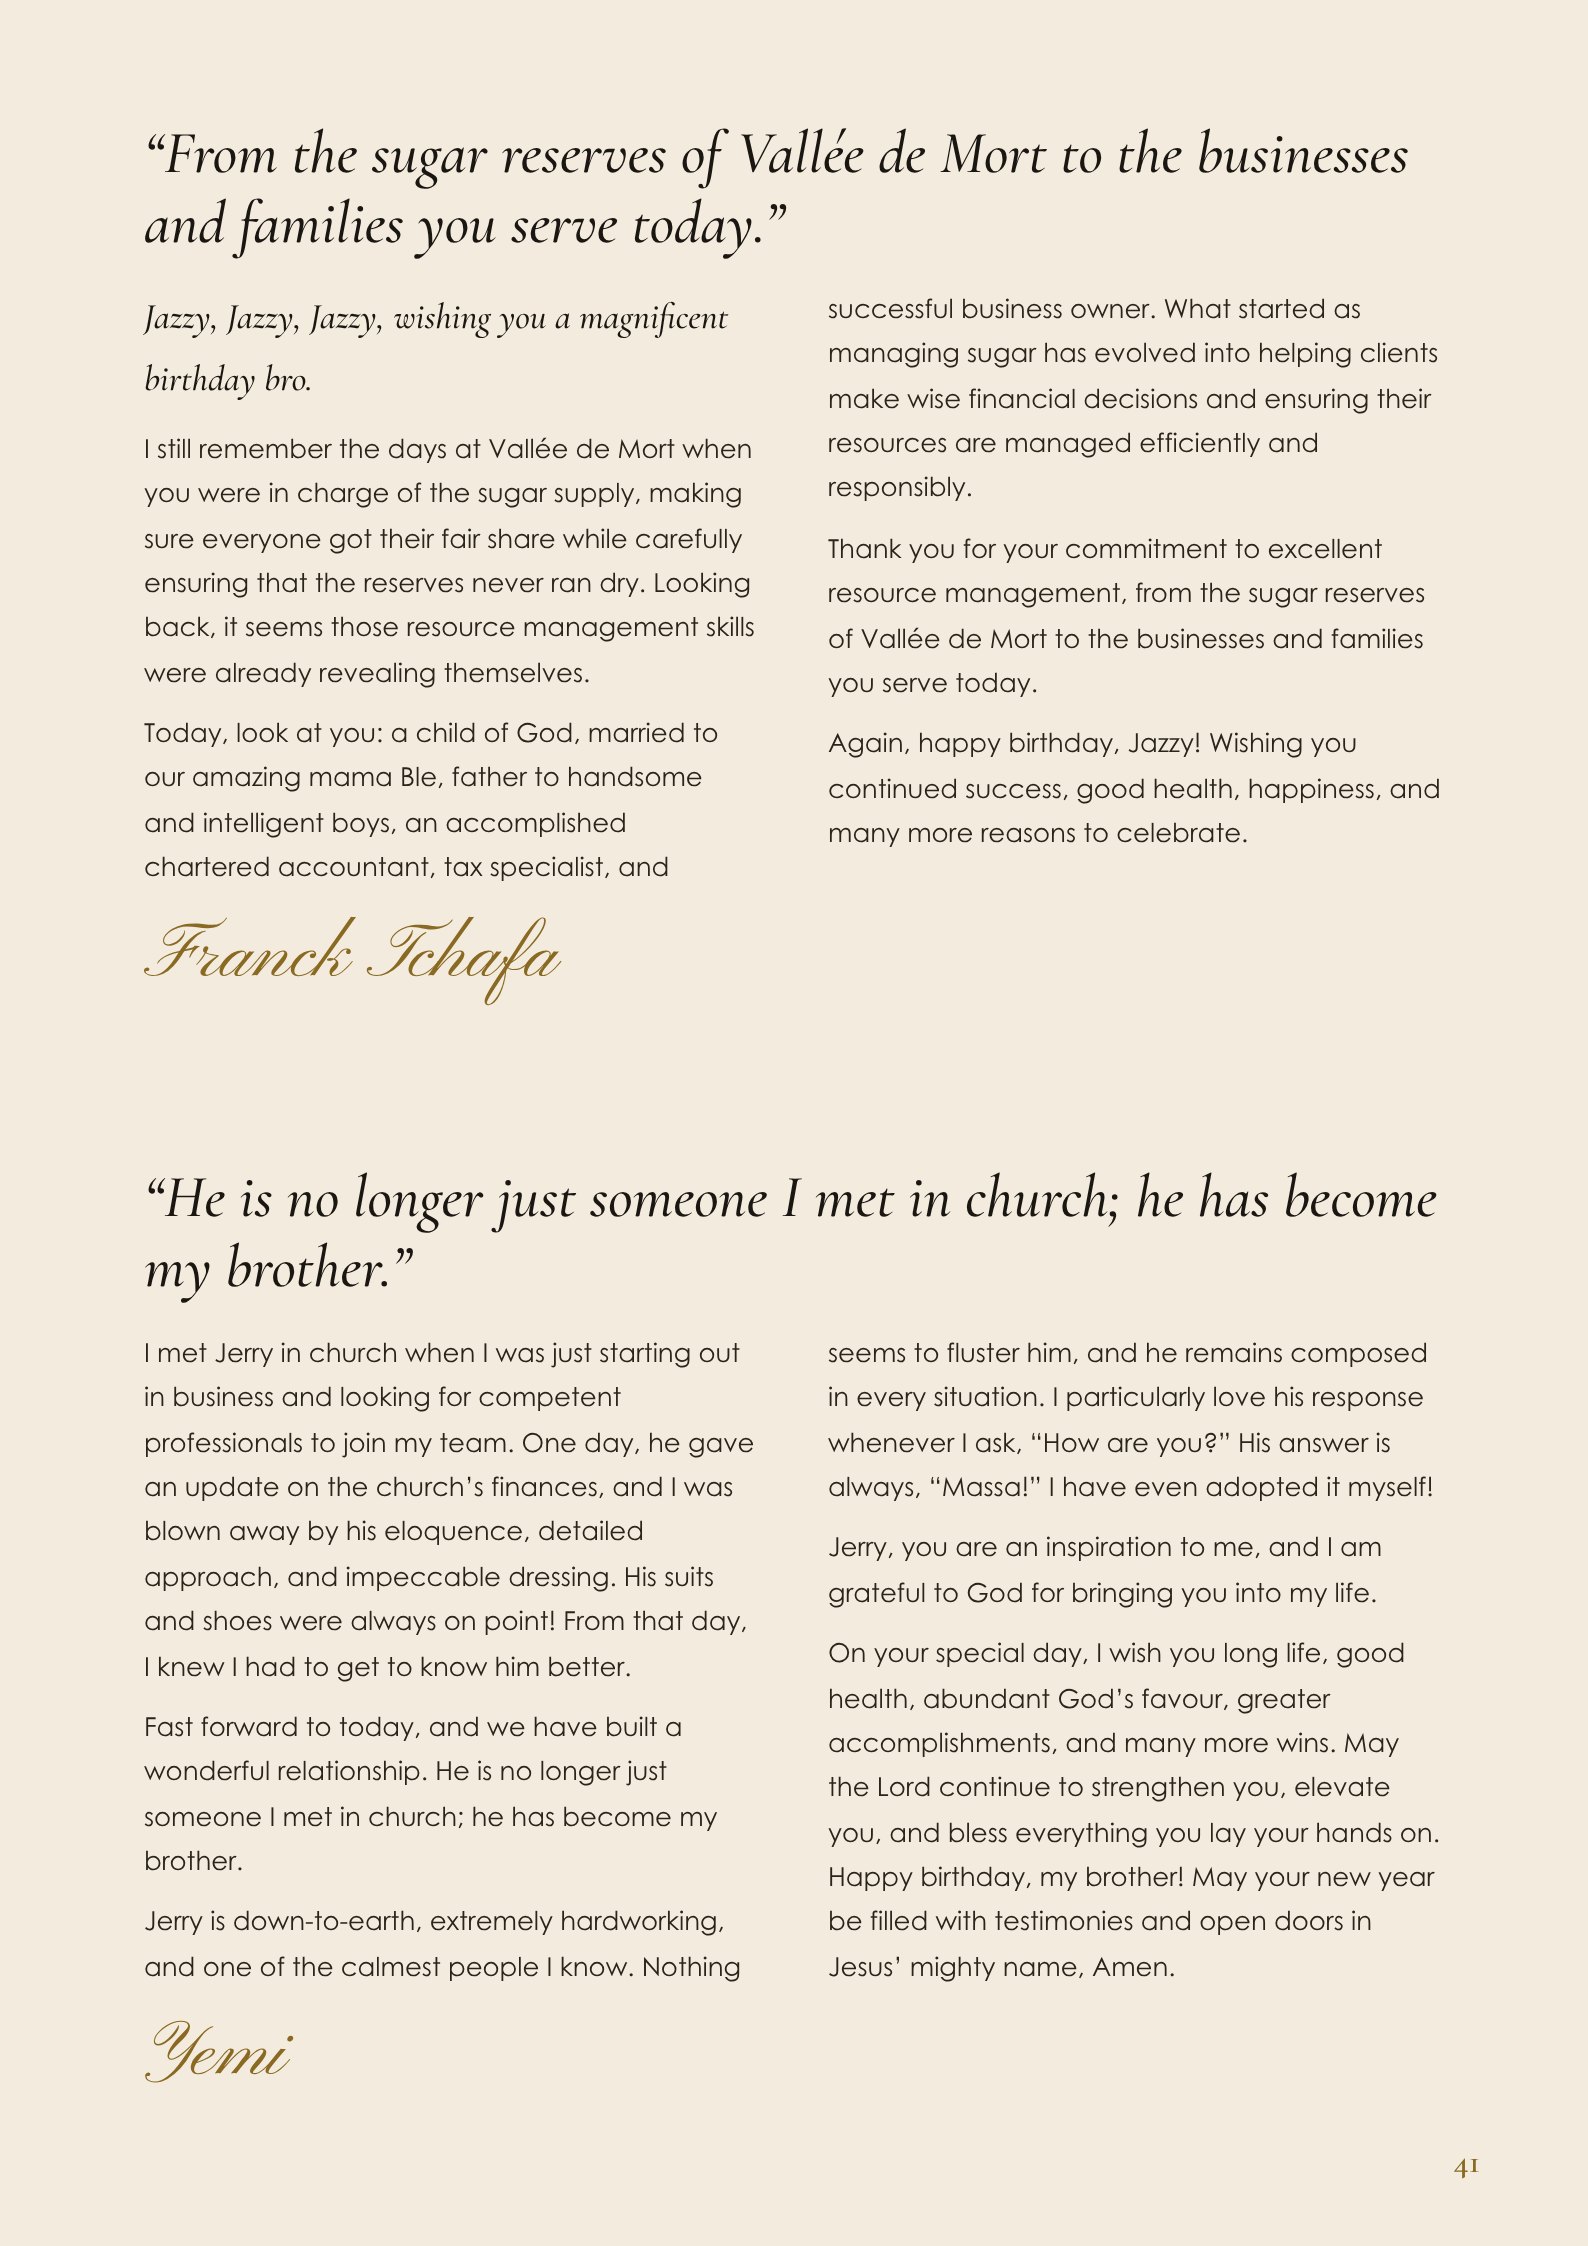 “From the sugar reserves of Vallée de Mort to the businesses
and families you serve today.”
Jazzy, Jazzy, Jazzy, wishing you a magnificent
birthday bro.
I still remember the days at Vallée de Mort when
you were in charge of the sugar supply, making
sure everyone got their fair share while carefully
ensuring that the reserves never ran dry. Looking
back, it seems those resource management skills
were already revealing themselves.
Today, look at you: a child of God, married to
our amazing mama Ble, father to handsome
and intelligent boys, an accomplished
chartered accountant, tax specialist, and
successful business owner. What started as
managing sugar has evolved into helping clients
make wise financial decisions and ensuring their
resources are managed efficiently and
responsibly.
Thank you for your commitment to excellent
resource management, from the sugar reserves
of Vallée de Mort to the businesses and families
you serve today.
Again, happy birthday, Jazzy! Wishing you
continued success, good health, happiness, and
many more reasons to celebrate.
Franck Tchafa
“He is no longer just someone I met in church; he has become
my brother.”
I met Jerry in church when I was just starting out
in business and looking for competent
professionals to join my team. One day, he gave
an update on the church’s finances, and I was
blown away by his eloquence, detailed
approach, and impeccable dressing. His suits
and shoes were always on point! From that day,
I knew I had to get to know him better.
Fast forward to today, and we have built a
wonderful relationship. He is no longer just
someone I met in church; he has become my
brother.
Jerry is down-to-earth, extremely hardworking,
and one of the calmest people I know. Nothing
seems to fluster him, and he remains composed
in every situation. I particularly love his response
whenever I ask, “How are you?” His answer is
always, “Massa!” I have even adopted it myself!
Jerry, you are an inspiration to me, and I am
grateful to God for bringing you into my life.
On your special day, I wish you long life, good
health, abundant God’s favour, greater
accomplishments, and many more wins. May
the Lord continue to strengthen you, elevate
you, and bless everything you lay your hands on.
Happy birthday, my brother! May your new year
be filled with testimonies and open doors in
Jesus’ mighty name, Amen.
Yemi
41